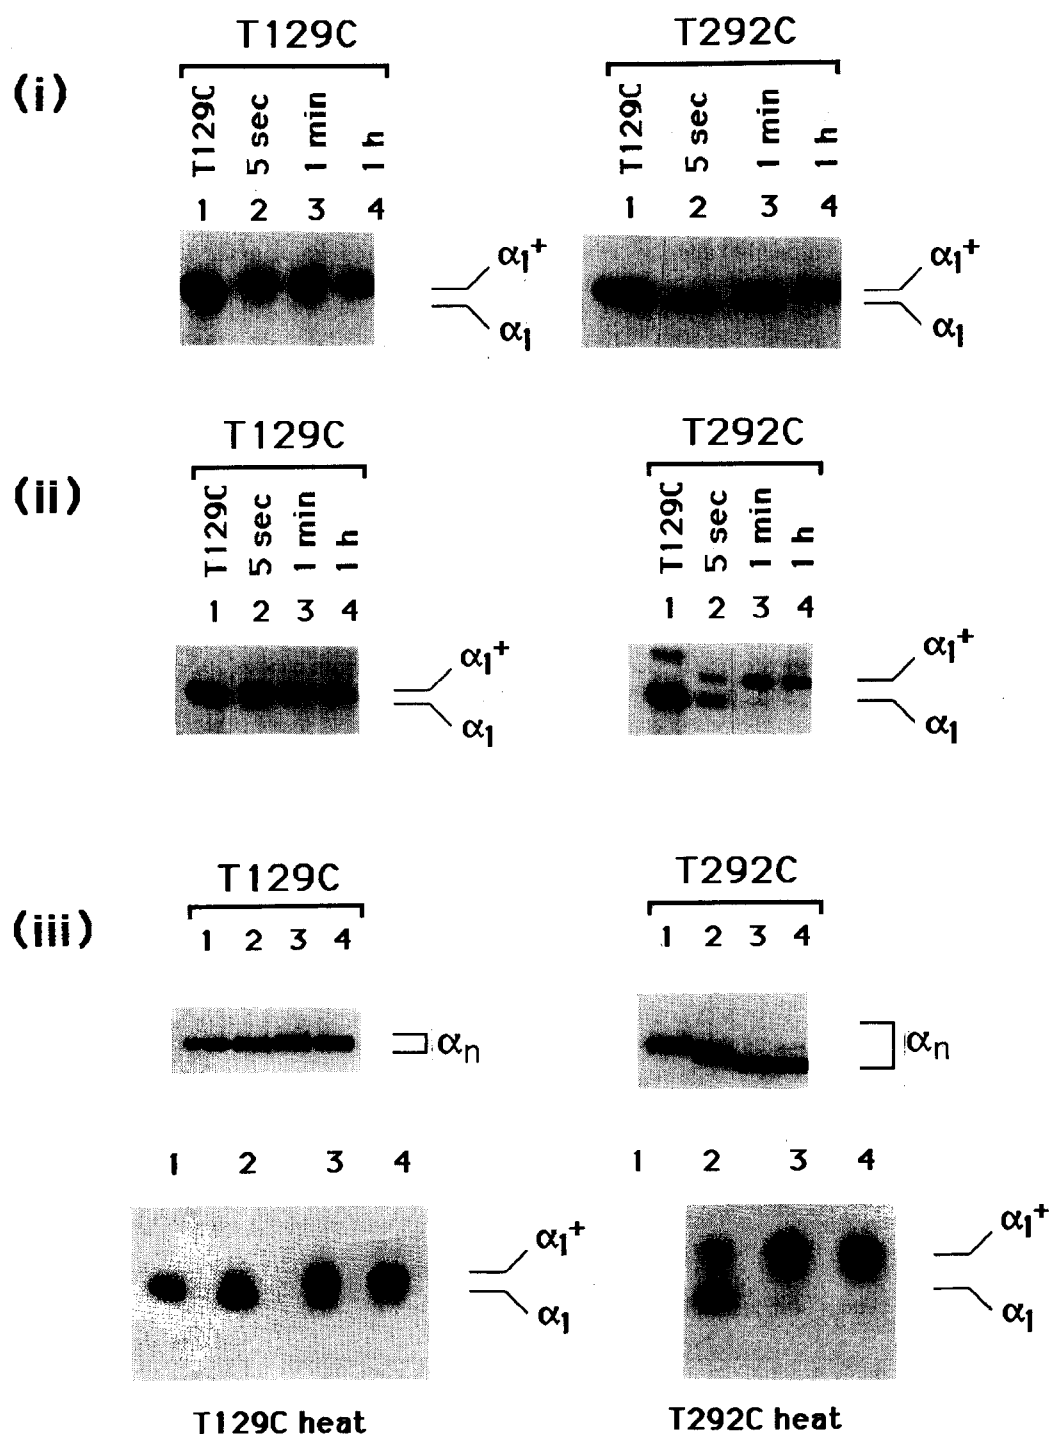 (i)
T129C
T129C
5 sec
1 min
1 h
1 2 3 4
α1+
α1
T292C
T129C
5 sec
1 min
1 h
1 2 3 4
α1+
α1
(ii)
T129C
T129C
5 sec
1 min
1 h
1 2 3 4
α1+
α1
T292C
T129C
5 sec
1 min
1 h
1 2 3 4
α1+
α1
(iii)
T129C
1 2 3 4
αn
T292C
1 2 3 4
αn
1 2 3 4
α1+
α1
T129C heat
1 2 3 4
α1+
α1
T292C heat